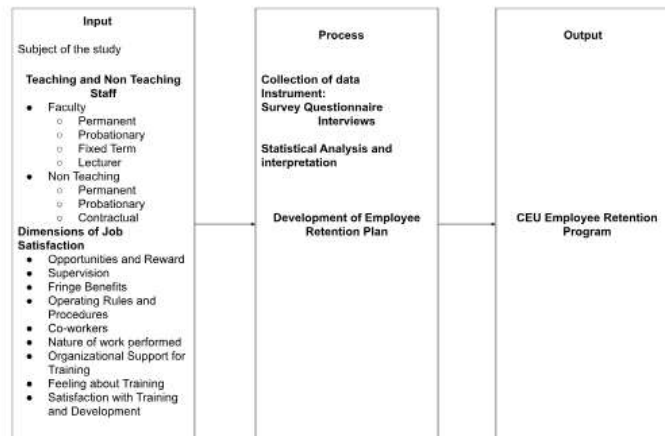 Input
Subject of the study
Teaching and Non Teaching
Staff
● Faculty
○ Permanent
○ Probationary
○ Fixed Term
○ Lecturer
● Non Teaching
○ Permanent
○ Probationary
○ Contractual
Dimensions of Job
Satisfaction
● Opportunities and Reward
● Supervision
● Fringe Benefits
● Operating Rules and
Procedures
● Co-workers
● Nature of work performed
● Organizational Support for
Training
● Feeling about Training
● Satisfaction with Training
and Development
Process
Collection of data
Instrument:
Survey Questionnaire
Interviews
Statistical Analysis and
interpretation
Development of Employee
Retention Plan
Output
CEU Employee Retention
Program